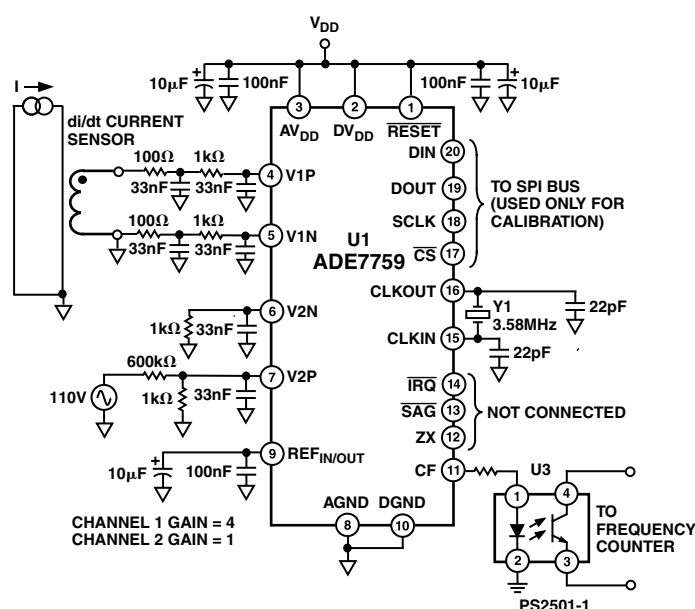 V_DD
I
10µF
100nF
100nF
10µF
di/dt CURRENT
SENSOR
3
2
1
AV_DD
DV_DD
RESET
100Ω
1kΩ
4
V1P
33nF
33nF
100Ω
1kΩ
5
V1N
33nF
33nF
U1
ADE7759
DIN
20
DOUT
19
SCLK
18
CS
17
TO SPI BUS
(USED ONLY FOR
CALIBRATION)
CLKOUT
16
Y1
3.58MHz
22pF
CLKIN
15
22pF
6
V2N
1kΩ
33nF
600kΩ
7
V2P
110V
1kΩ
33nF
IRQ
14
SAG
13
ZX
12
NOT CONNECTED
9
REF_IN/OUT
10µF
100nF
CF
11
U3
1
4
2
3
TO
FREQUENCY
COUNTER
PS2501-1
AGND
DGND
8
10
CHANNEL 1 GAIN = 4
CHANNEL 2 GAIN = 1